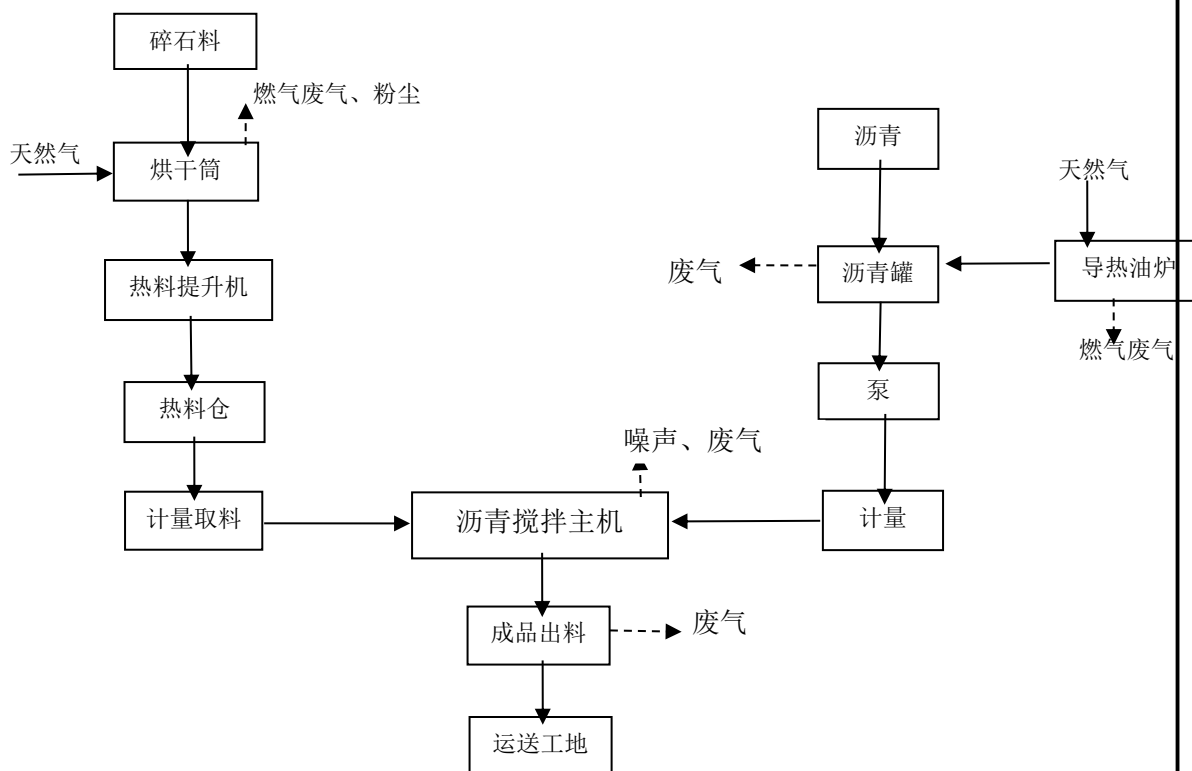 碎石料
燃气废气、粉尘
天然气
烘干筒
热料提升机
热料仓
计量取料
沥青
天然气
废气
沥青罐
导热油炉
燃气废气
泵
噪声、废气
沥青搅拌主机
计量
成品出料
废气
运送工地